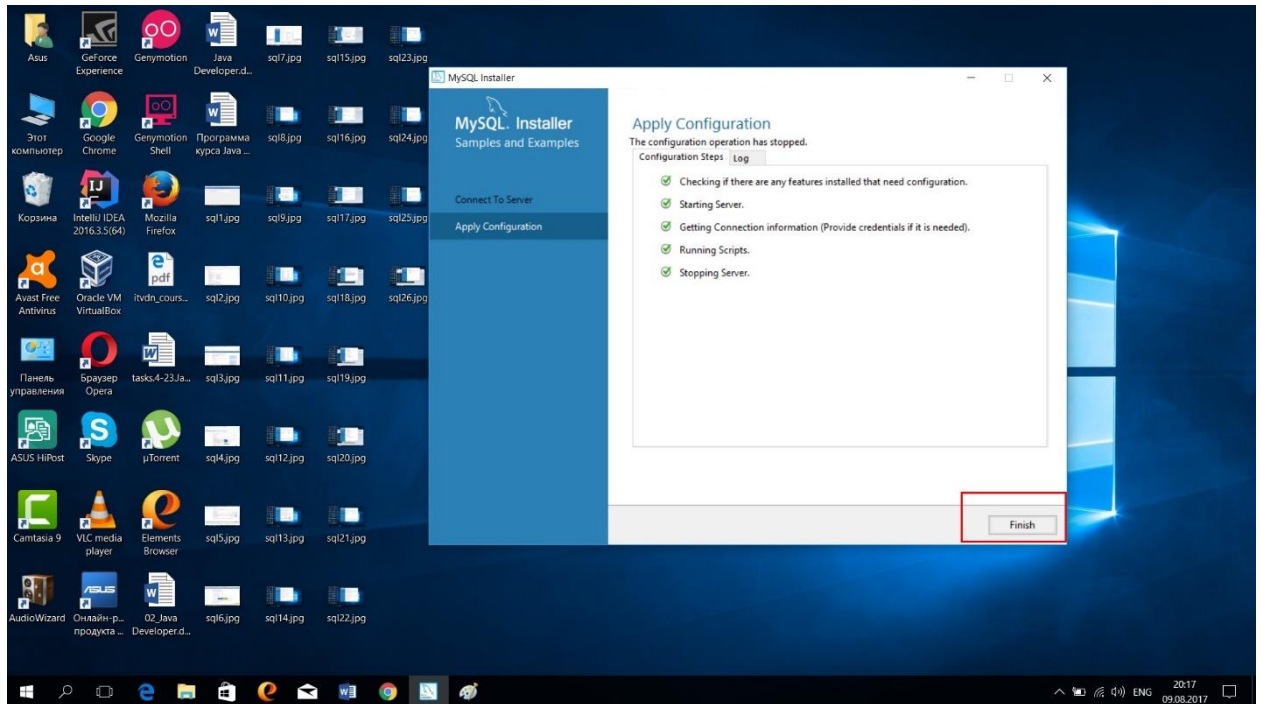 Asus
GeForce Experience
Genymotion
Java Developer.d...
sql7.jpg
sql15.jpg
sql23.jpg
Этот компьютер
Google Chrome
Genymotion Shell
Программа курса Java ...
sql8.jpg
sql16.jpg
sql24.jpg
Корзина
IntelliJ IDEA 2016.3.5(64)
Mozilla Firefox
sql1.jpg
sql9.jpg
sql17.jpg
sql25.jpg
Avast Free Antivirus
Oracle VM VirtualBox
itvdn_cours...
sql2.jpg
sql10.jpg
sql18.jpg
sql26.jpg
Панель управления
Браузер Opera
tasks.4-23.Ja...
sql3.jpg
sql11.jpg
sql19.jpg
ASUS HiPost
Skype
µTorrent
sql4.jpg
sql12.jpg
sql20.jpg
Camtasia 9
VLC media player
Elements Browser
sql5.jpg
sql13.jpg
sql21.jpg
AudioWizard
Онлайн-р... продукта ...
02_Java Developer.d...
sql6.jpg
sql14.jpg
sql22.jpg
MySQL Installer
MySQL. Installer
Samples and Examples
Connect To Server
Apply Configuration
Apply Configuration
The configuration operation has stopped.
Configuration Steps
Log
Checking if there are any features installed that need configuration.
Starting Server.
Getting Connection information (Provide credentials if it is needed).
Running Scripts.
Stopping Server.
Finish
ENG
20:17
09.08.2017